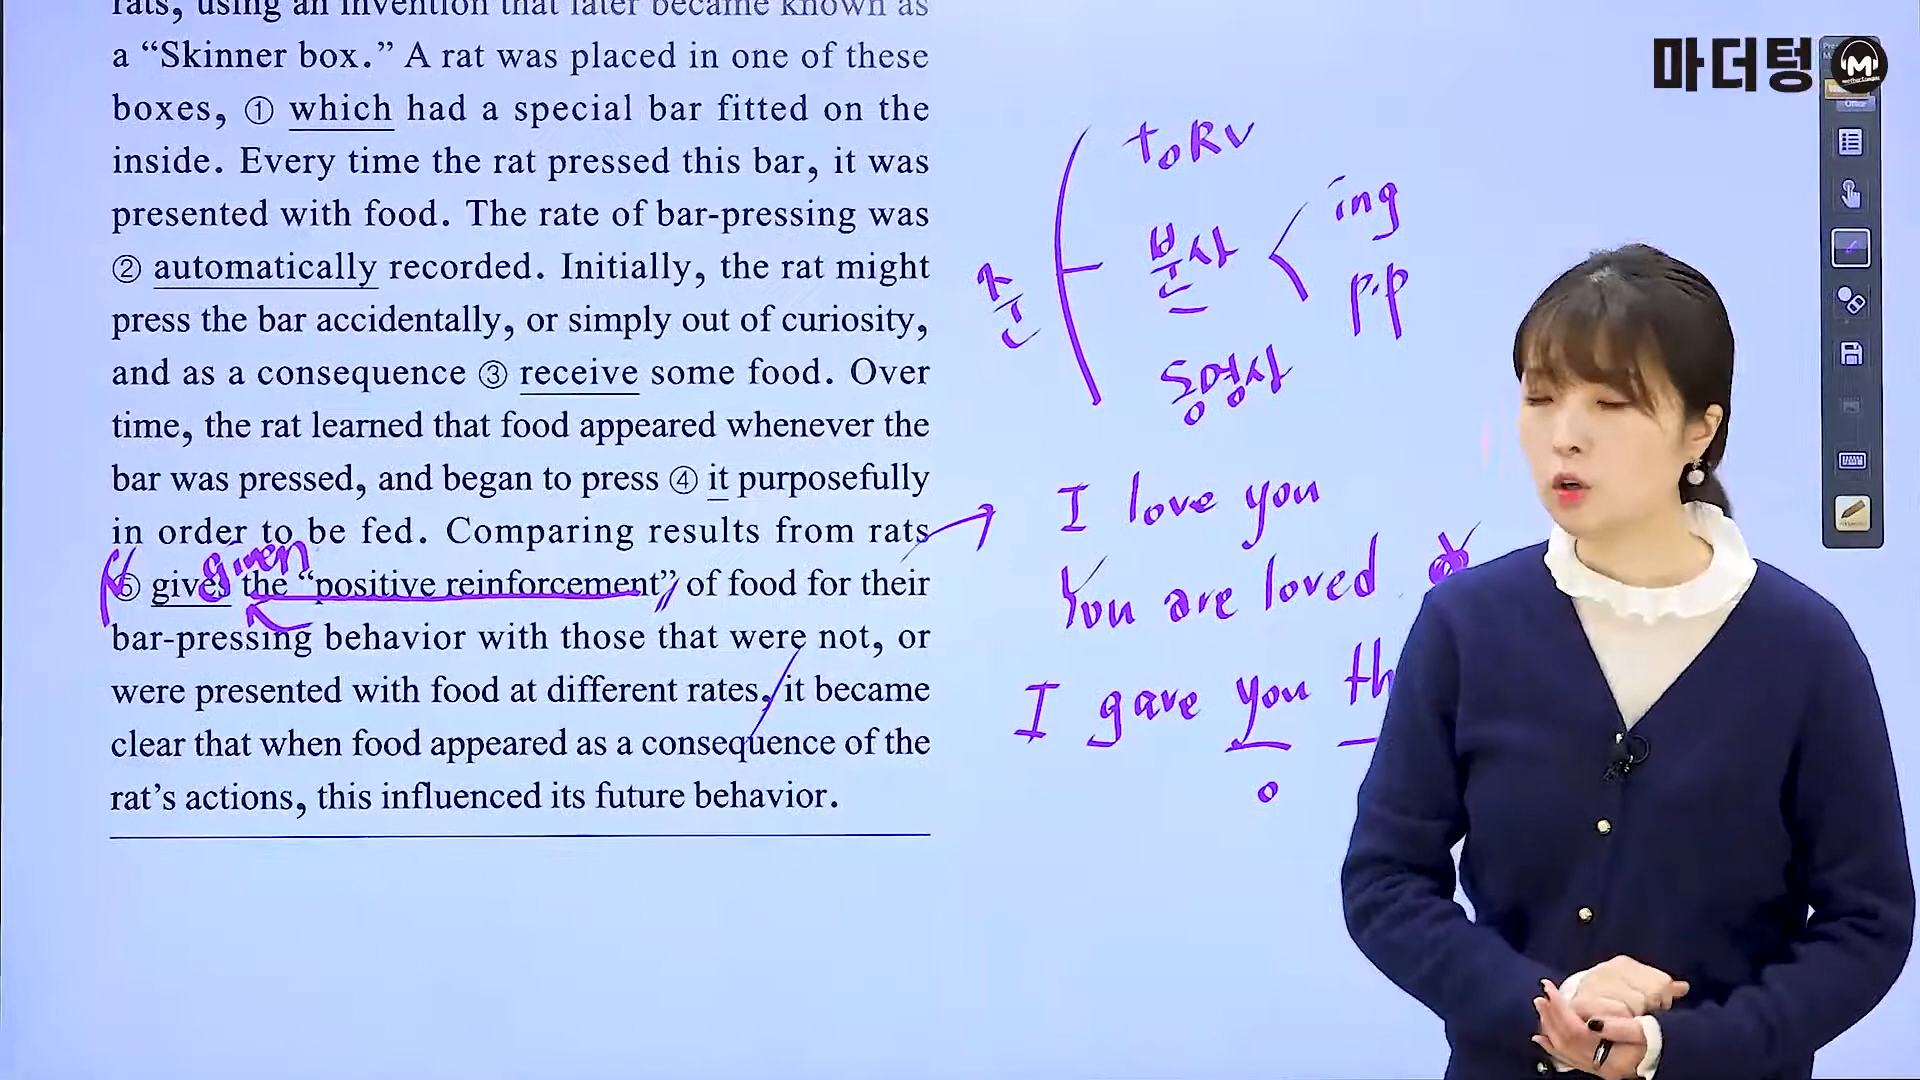 rats, using an invention that later became known as
a “Skinner box.” A rat was placed in one of these
boxes, ① which had a special bar fitted on the
inside. Every time the rat pressed this bar, it was
presented with food. The rate of bar-pressing was
② automatically recorded. Initially, the rat might
press the bar accidentally, or simply out of curiosity,
and as a consequence ③ receive some food. Over
time, the rat learned that food appeared whenever the
bar was pressed, and began to press ④ it purposefully
in order to be fed. Comparing results from rats
given
⑤ gives the “positive reinforcement” of food for their
bar-pressing behavior with those that were not, or
were presented with food at different rates, it became
clear that when food appeared as a consequence of the
rat’s actions, this influenced its future behavior.
준
to RV
분사
ing
p.p
동명사
I love you
You are loved
I gave you th
o
마더텅
M